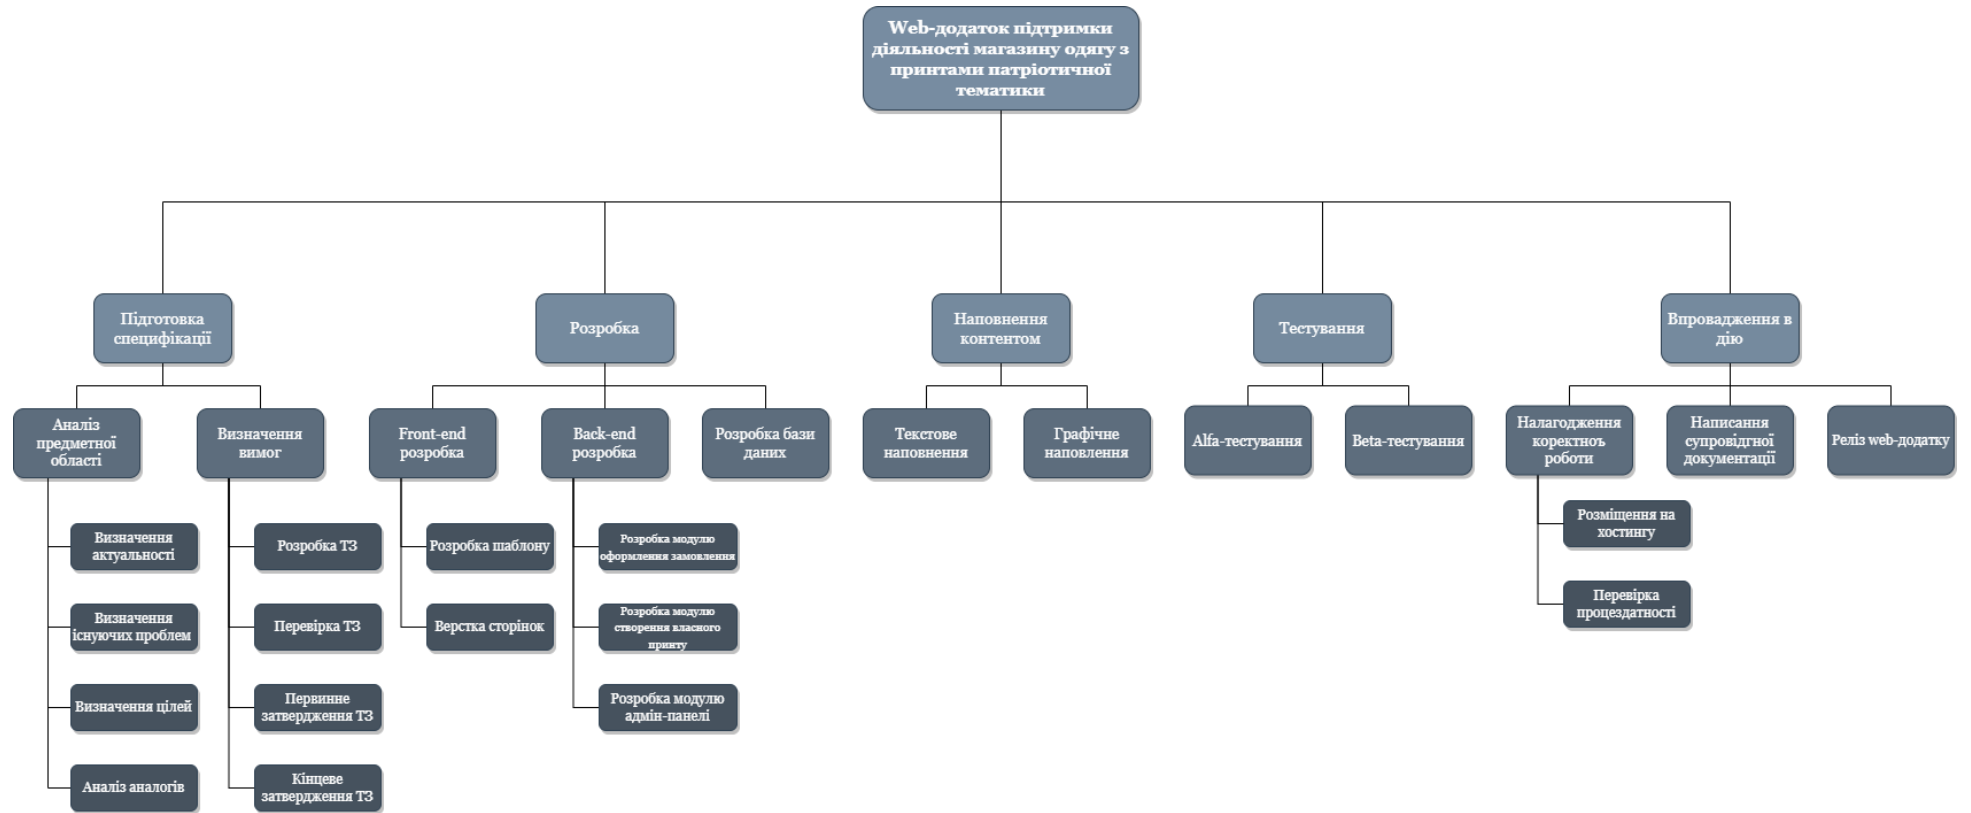 Web-додаток підтримки
діяльності магазину одягу з
принтами патріотичної
тематики
Підготовка
специфікації
Розробка
Наповнення
контентом
Тестування
Впровадження в
дію
Аналіз
предметної
області
Визначення
вимог
Front-end
розробка
Back-end
розробка
Розробка бази
даних
Текстове
наповнення
Графічне
наповлення
Alfa-тестування
Beta-тестування
Налагодження
коректноъ
роботи
Написання
супровідгної
документації
Реліз web-додатку
Визначення
актуальності
Визначення
існуючих проблем
Визначення цілей
Аналіз аналогів
Розробка ТЗ
Перевірка ТЗ
Первинне
затвердження ТЗ
Кінцеве
затвердження ТЗ
Розробка шаблону
Верстка сторінок
Розробка модулю
оформлення замовлення
Розробка модулю
створення власного
принту
Розробка модулю
адмін-панелі
Розміщення на
хостингу
Перевірка
процездатності